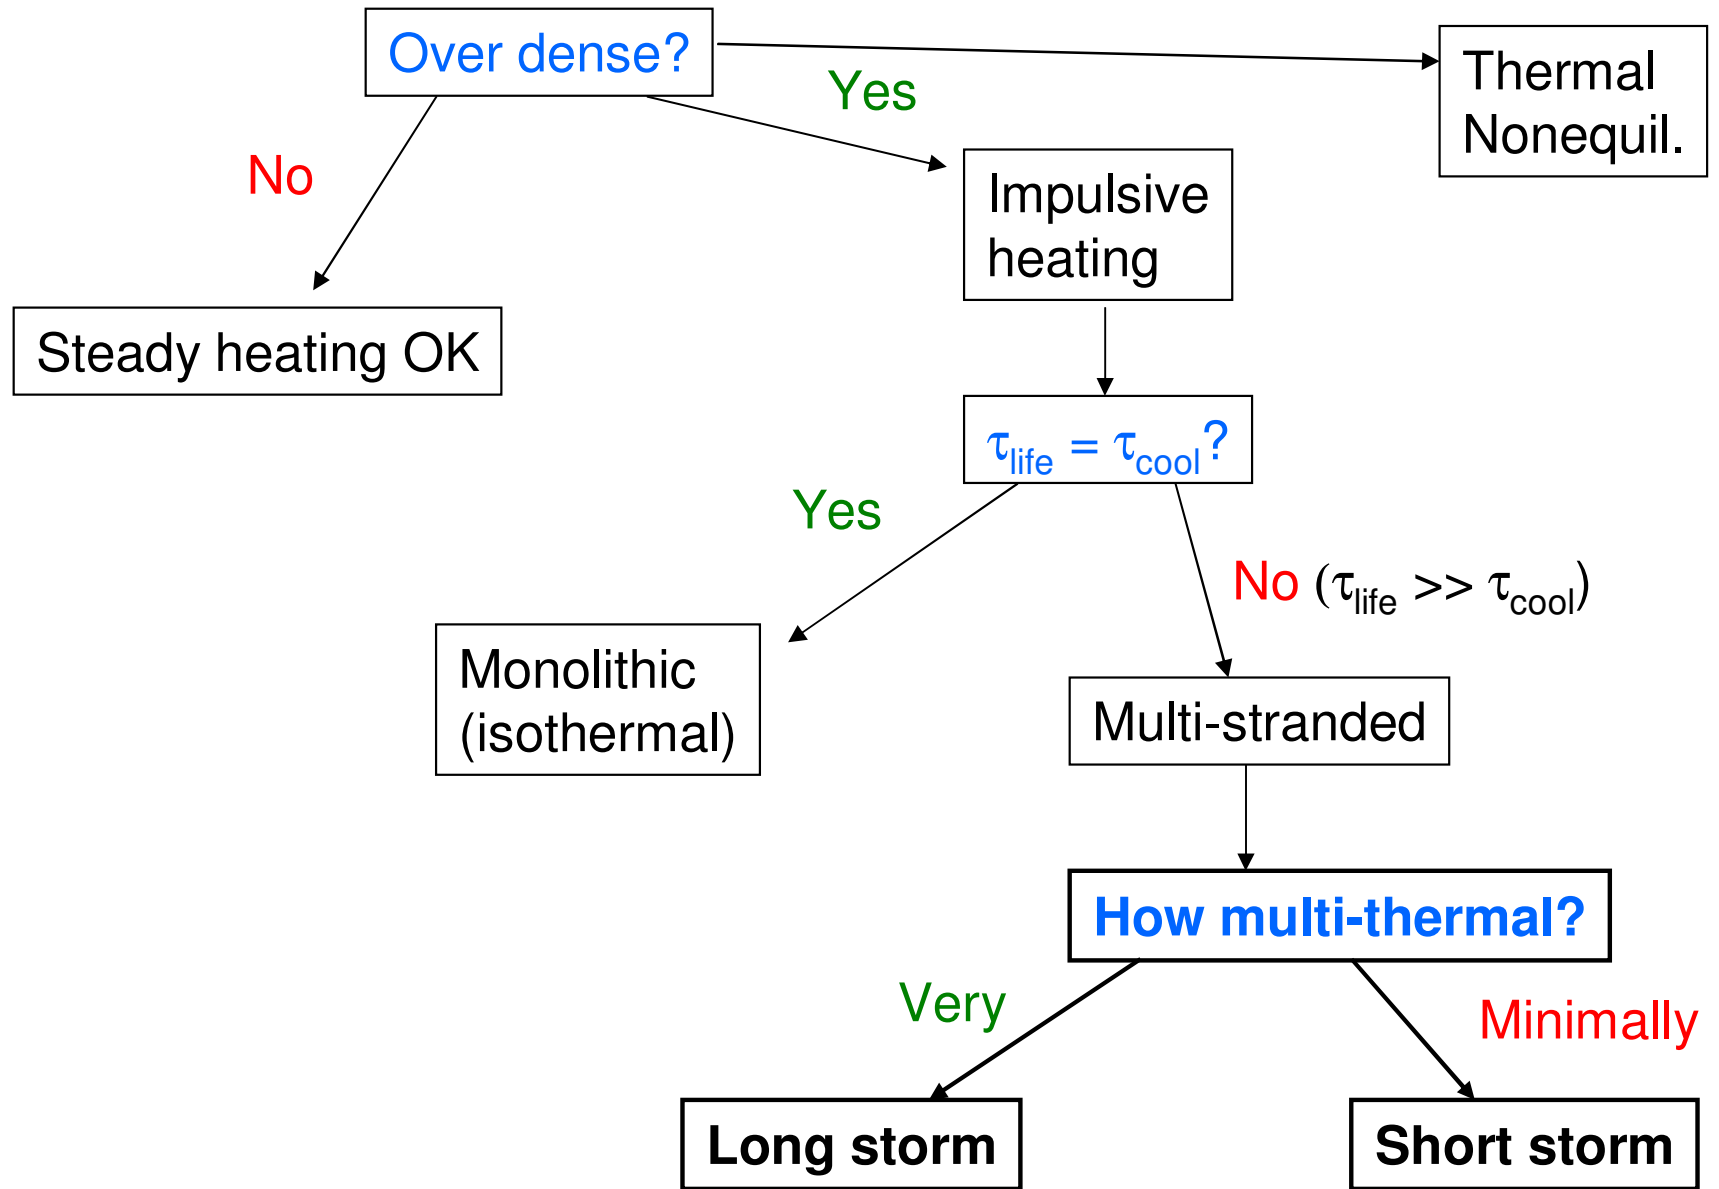 Over dense?
Thermal
Nonequil.
Yes
No
Impulsive
heating
Steady heating OK
τlife = τcool?
Yes
No (τlife >> τcool)
Monolithic
(isothermal)
Multi-stranded
How multi-thermal?
Very
Minimally
Long storm
Short storm